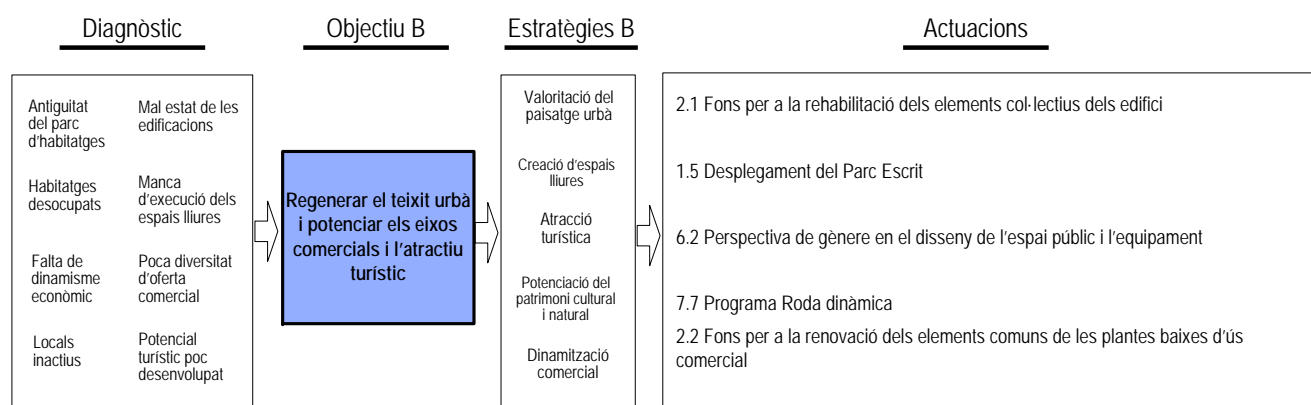 Diagnòstic
Objectiu B
Estratègies B
Actuacions
Antiguitat
del parc
d'habitatges
Mal estat de les
edificacions
Habitatges
desocupats
Manca
d'execució dels
espais lliures
Falta de
dinamisme
econòmic
Poca diversitat
d'oferta
comercial
Locals
inactius
Potencial
turístic poc
desenvolupat
Regenerar el teixit urbà
i potenciar els eixos
comercials i l'atractiu
turístic
Valoritació del
paisatge urbà
Creació d'espais
lliures
Atracció
turística
Potenciació del
patrimoni cultural
i natural
Dinamització
comercial
2.1 Fons per a la rehabilitació dels elements col·lectius dels edifici
1.5 Desplegament del Parc Escrit
6.2 Perspectiva de gènere en el disseny de l'espai públic i l'equipament
7.7 Programa Roda dinàmica
2.2 Fons per a la renovació dels elements comuns de les plantes baixes d'ús
comercial